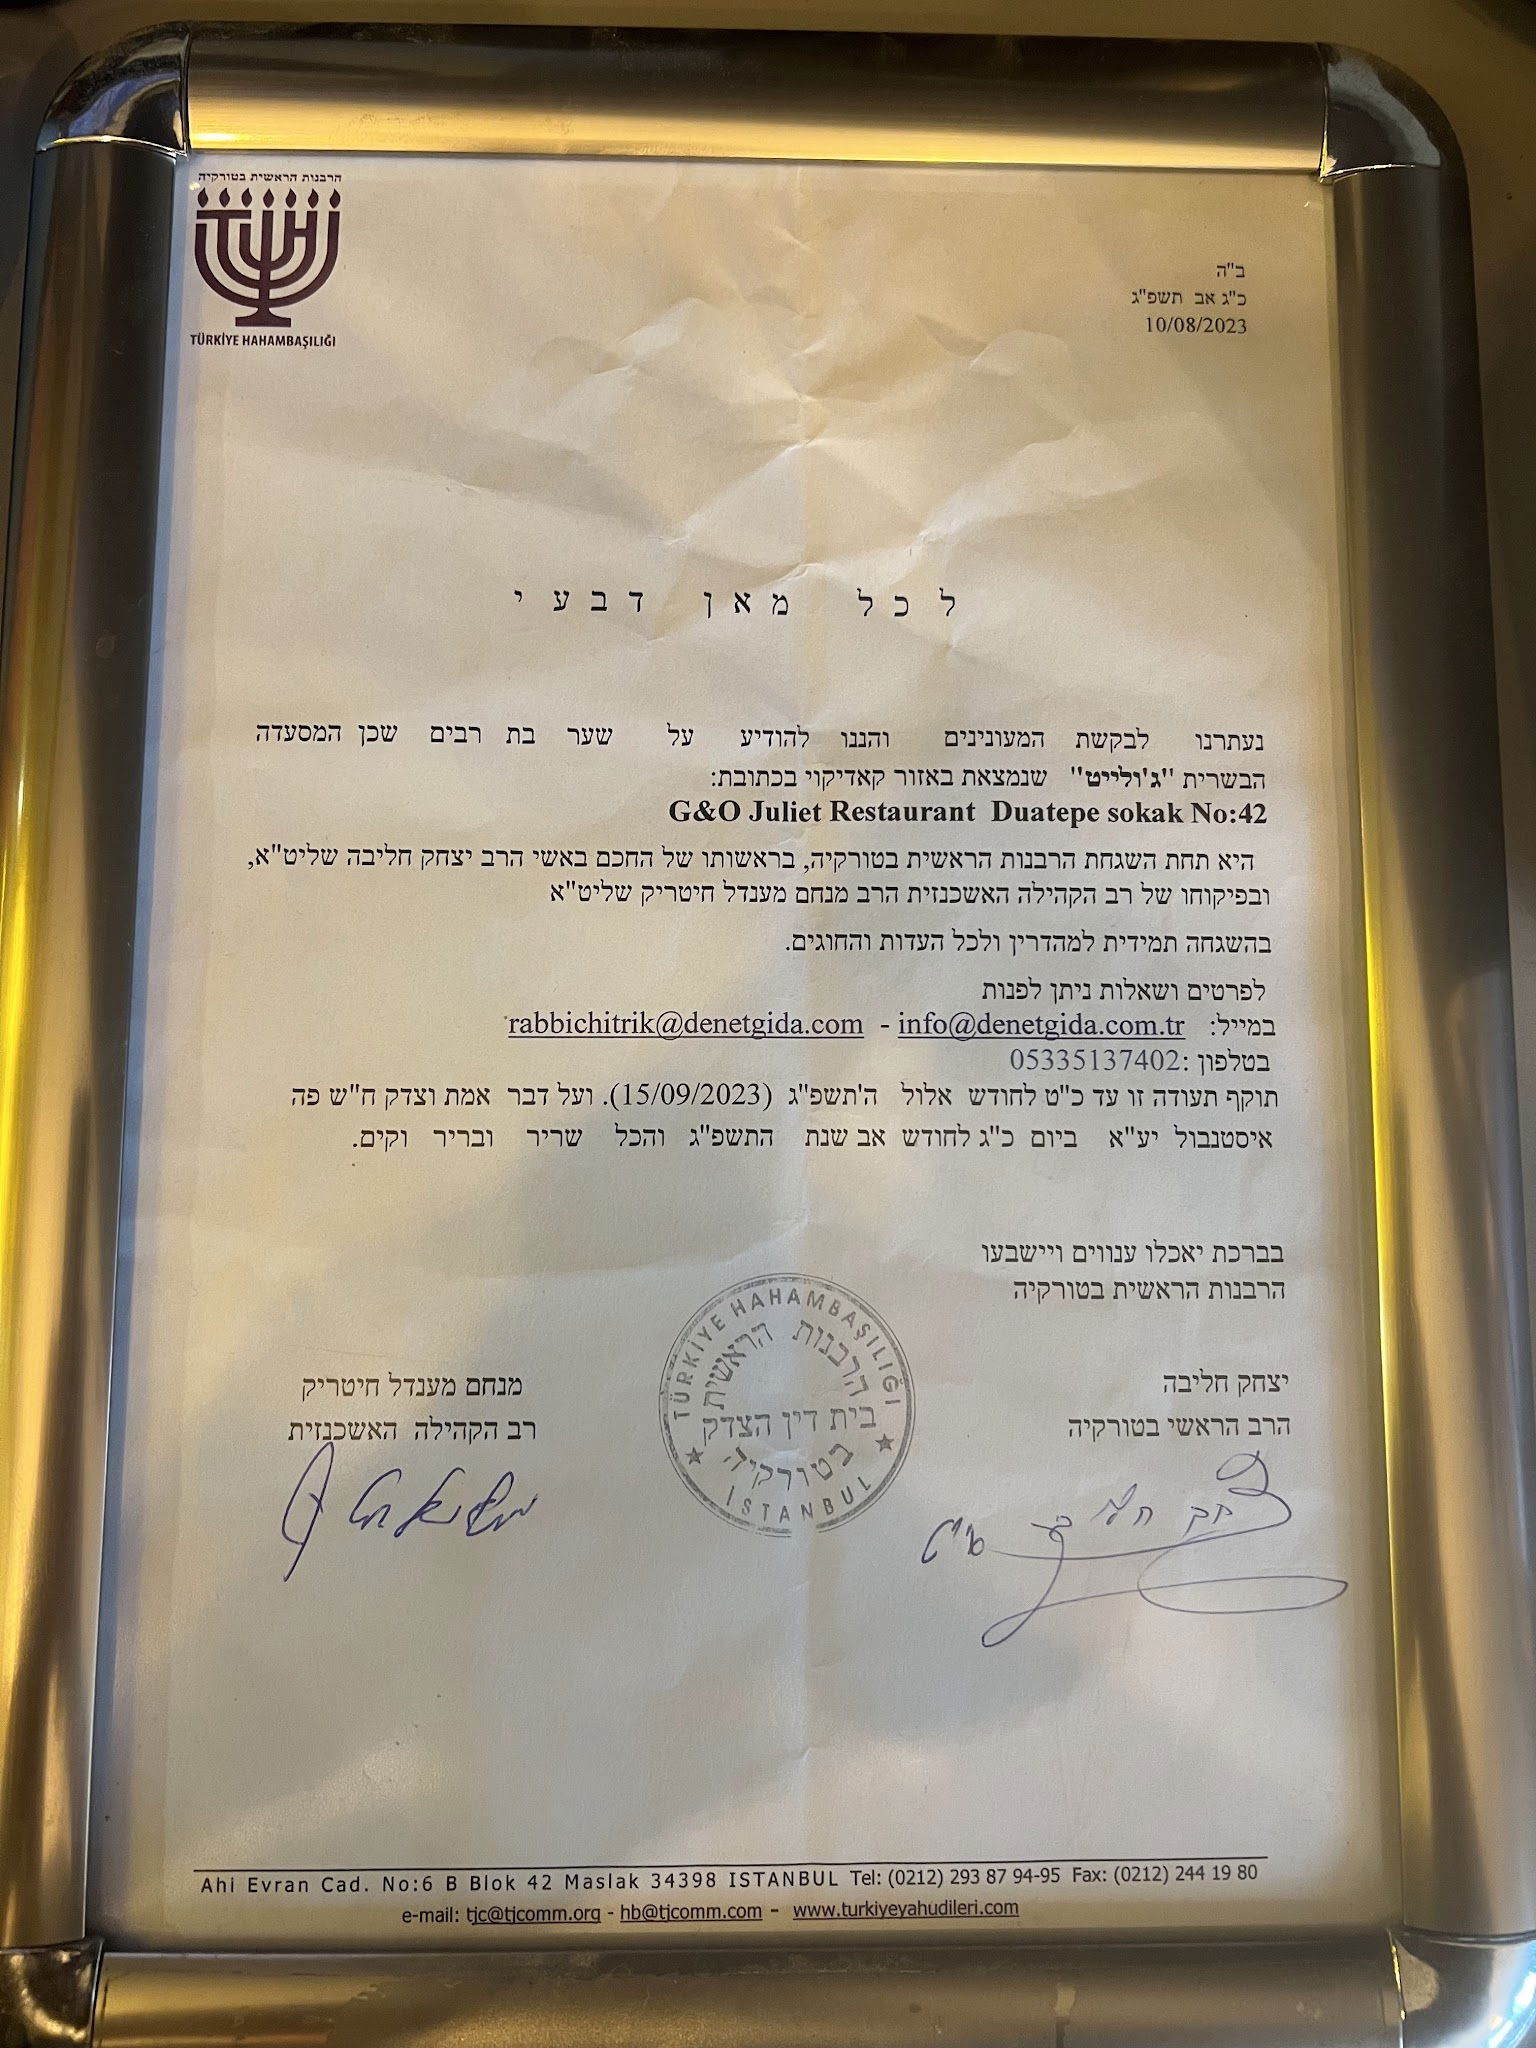 הרבנות הראשית בטורקיה
TÜRKİYE HAHAMBAŞILIĞI
ב"ה
כ"ג אב תשפ"ג
10/08/2023
לכל מאן דבעי
נעתרנו לבקשת המעונינים והננו להודיע על שער בת רבים שכן המסעדה
הבשרית "ג'ולייט" שנמצאת באזור קאדיקוי בכתובת:
G&O Juliet Restaurant Duatepe sokak No:42
היא תחת השגחת הרבנות הראשית בטורקיה, בראשותו של החכם באשי הרב יצחק חליבה שליט"א,
ובפיקוחו של רב הקהילה האשכנזית הרב מנחם מענדל חיטריק שליט"א
בהשגחה תמידית למהדרין ולכל העדות והחוגים.
לפרטים ושאלות ניתן לפנות
במייל: info@denetgida.com.tr - rabbichitrik@denetgida.com
בטלפון :05335137402
תוקף תעודה זו עד כ"ט לחודש אלול ה'תשפ"ג (15/09/2023). ועל דבר אמת וצדק ח"ש פה
איסטנבול יע"א ביום כ"ג לחודש אב שנת התשפ"ג והכל שריר ובריר וקים.
בברכת יאכלו ענווים ויישבעו
הרבנות הראשית בטורקיה
יצחק חליבה
הרב הראשי בטורקיה
מנחם מענדל חיטריק
רב הקהילה האשכנזית
TÜRKİYE HAHAMBAŞILIĞI
הרבנות הראשית
בית דין הצדק
בטורקיה
ISTANBUL
Ahi Evran Cad. No:6 B Blok 42 Maslak 34398 ISTANBUL Tel: (0212) 293 87 94-95 Fax: (0212) 244 19 80
e-mail: tjc@tjcomm.org - hb@tjcomm.com - www.turkiyeyahudileri.com